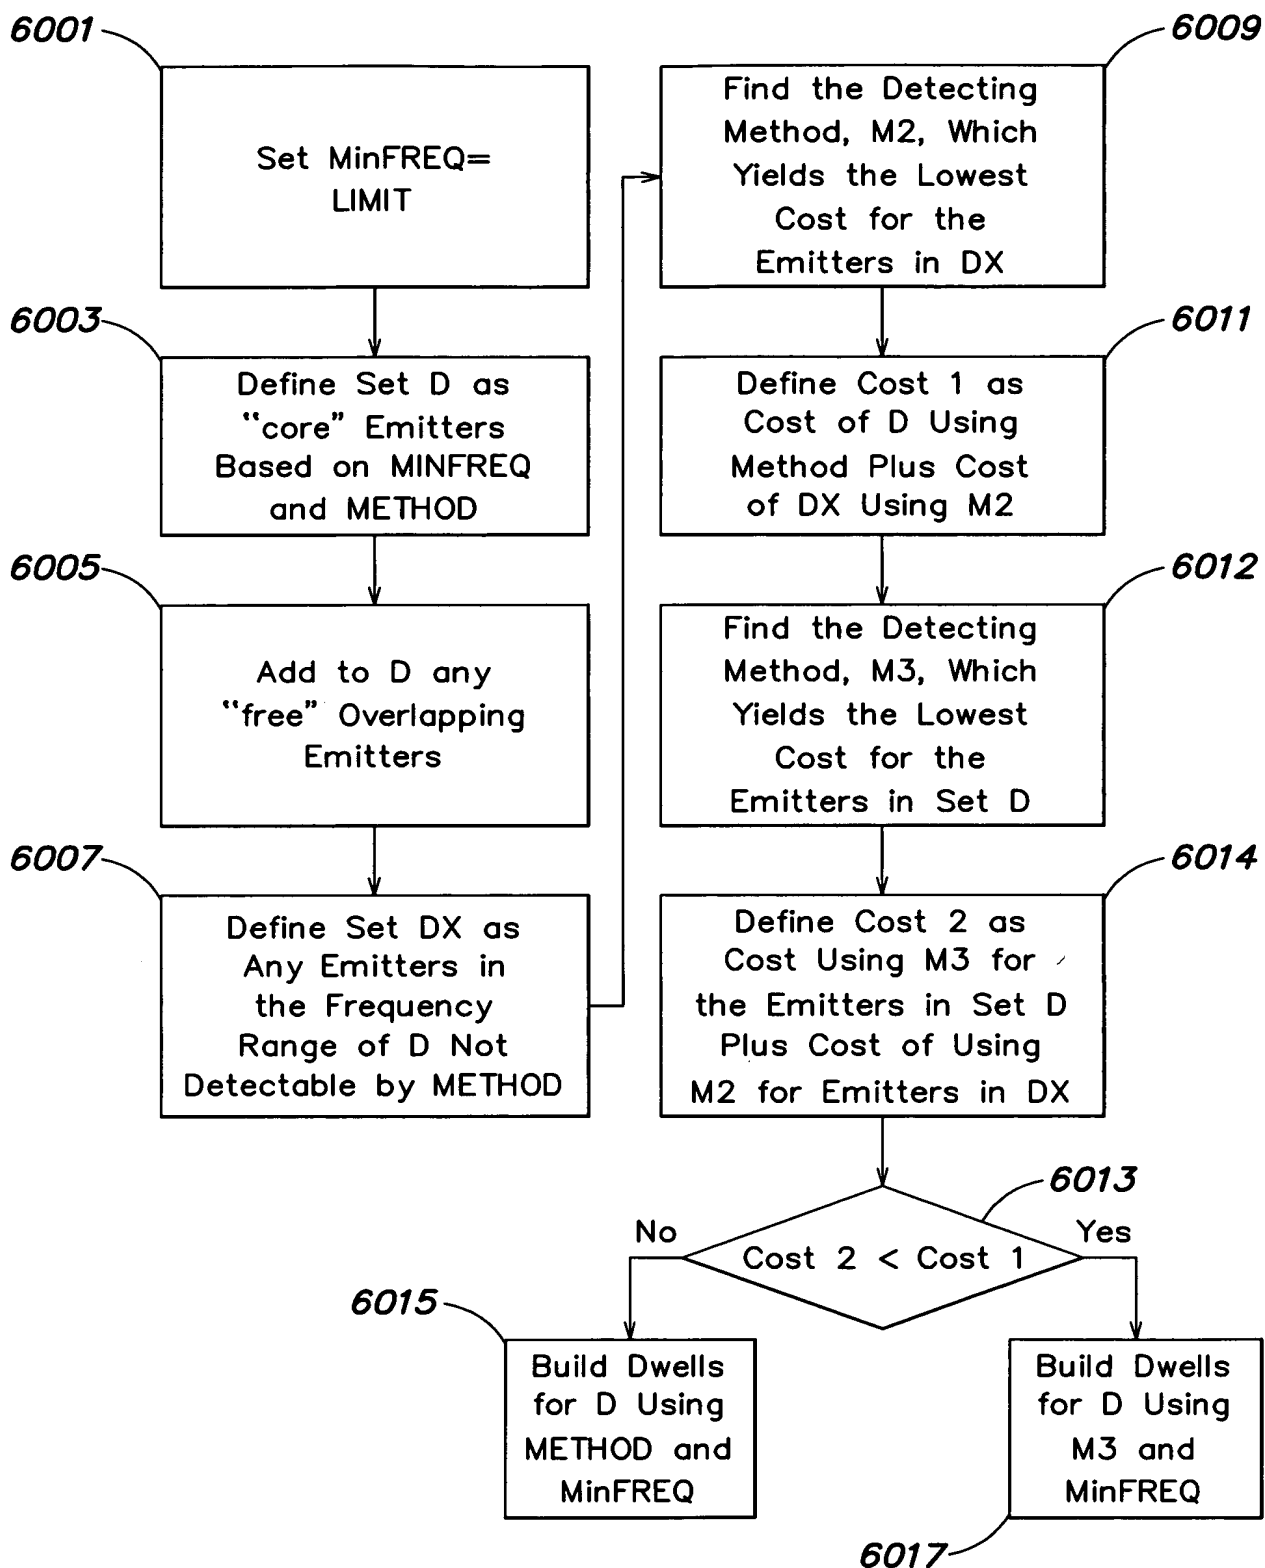 6001
Set MinFREQ=
LIMIT
6003
Define Set D as
“core” Emitters
Based on MINFREQ
and METHOD
6005
Add to D any
“free” Overlapping
Emitters
6007
Define Set DX as
Any Emitters in
the Frequency
Range of D Not
Detectable by METHOD
6009
Find the Detecting
Method, M2, Which
Yields the Lowest
Cost for the
Emitters in DX
6011
Define Cost 1 as
Cost of D Using
Method Plus Cost
of DX Using M2
6012
Find the Detecting
Method, M3, Which
Yields the Lowest
Cost for the
Emitters in Set D
6014
Define Cost 2 as
Cost Using M3 for
the Emitters in Set D
Plus Cost of Using
M2 for Emitters in DX
6013
No
Yes
Cost 2 < Cost 1
6015
Build Dwells
for D Using
METHOD and
MinFREQ
Build Dwells
for D Using
M3 and
MinFREQ
6017